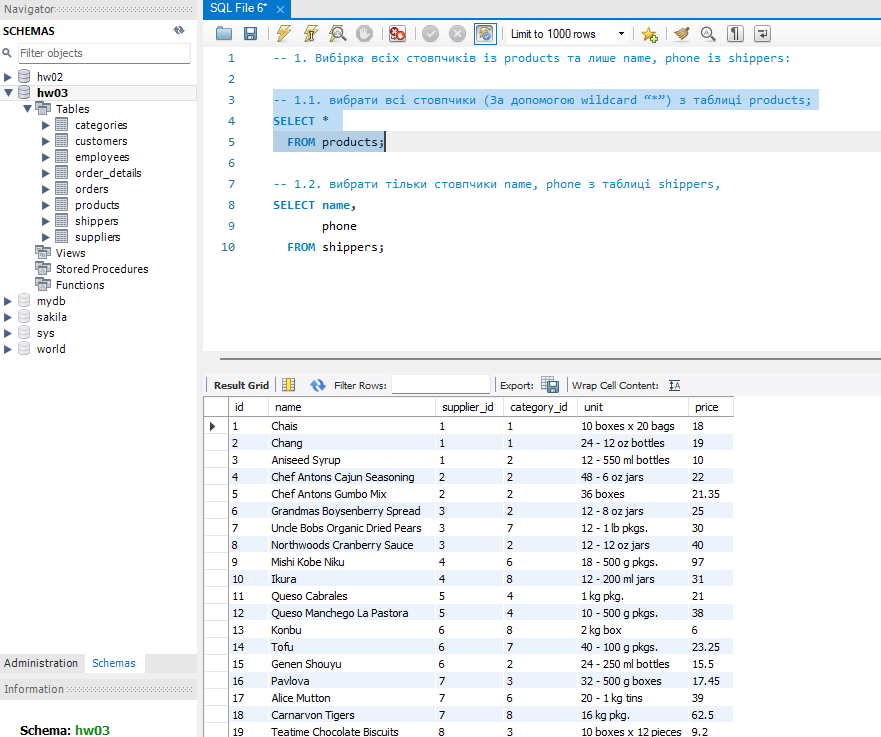 Navigator
SCHEMAS
Filter objects
hw02
hw03
Tables
categories
customers
employees
order_details
orders
products
shippers
suppliers
Views
Stored Procedures
Functions
mydb
sakila
sys
world
Administration Schemas
Information
Schema: hw03
SQL File 6*
Limit to 1000 rows
1 -- 1. Вибірка всіх стовпчиків із products та лише name, phone із shippers:
2
3 -- 1.1. вибрати всі стовпчики (За допомогою wildcard “*”) з таблиці products;
4 SELECT *
5 FROM products;
6
7 -- 1.2. вибрати тільки стовпчики name, phone з таблиці shippers,
8 SELECT name,
9 phone
10 FROM shippers;
Result Grid Filter Rows: Export: Wrap Cell Content:
id name supplier_id category_id unit price
1 Chais 1 1 10 boxes x 20 bags 18
2 Chang 1 1 24 - 12 oz bottles 19
3 Aniseed Syrup 1 2 12 - 550 ml bottles 10
4 Chef Antons Cajun Seasoning 2 2 48 - 6 oz jars 22
5 Chef Antons Gumbo Mix 2 2 36 boxes 21.35
6 Grandmas Boysenberry Spread 3 2 12 - 8 oz jars 25
7 Uncle Bobs Organic Dried Pears 3 7 12 - 1 lb pkgs. 30
8 Northwoods Cranberry Sauce 3 2 12 - 12 oz jars 40
9 Mishi Kobe Niku 4 6 18 - 500 g pkgs. 97
10 Ikura 4 8 12 - 200 ml jars 31
11 Queso Cabrales 5 4 1 kg pkg. 21
12 Queso Manchego La Pastora 5 4 10 - 500 g pkgs. 38
13 Konbu 6 8 2 kg box 6
14 Tofu 6 7 40 - 100 g pkgs. 23.25
15 Genen Shouyu 6 2 24 - 250 ml bottles 15.5
16 Pavlova 7 3 32 - 500 g boxes 17.45
17 Alice Mutton 7 6 20 - 1 kg tins 39
18 Carnarvon Tigers 7 8 16 kg pkg. 62.5
19 Teatime Chocolate Biscuits 8 3 10 boxes x 12 pieces 9.2